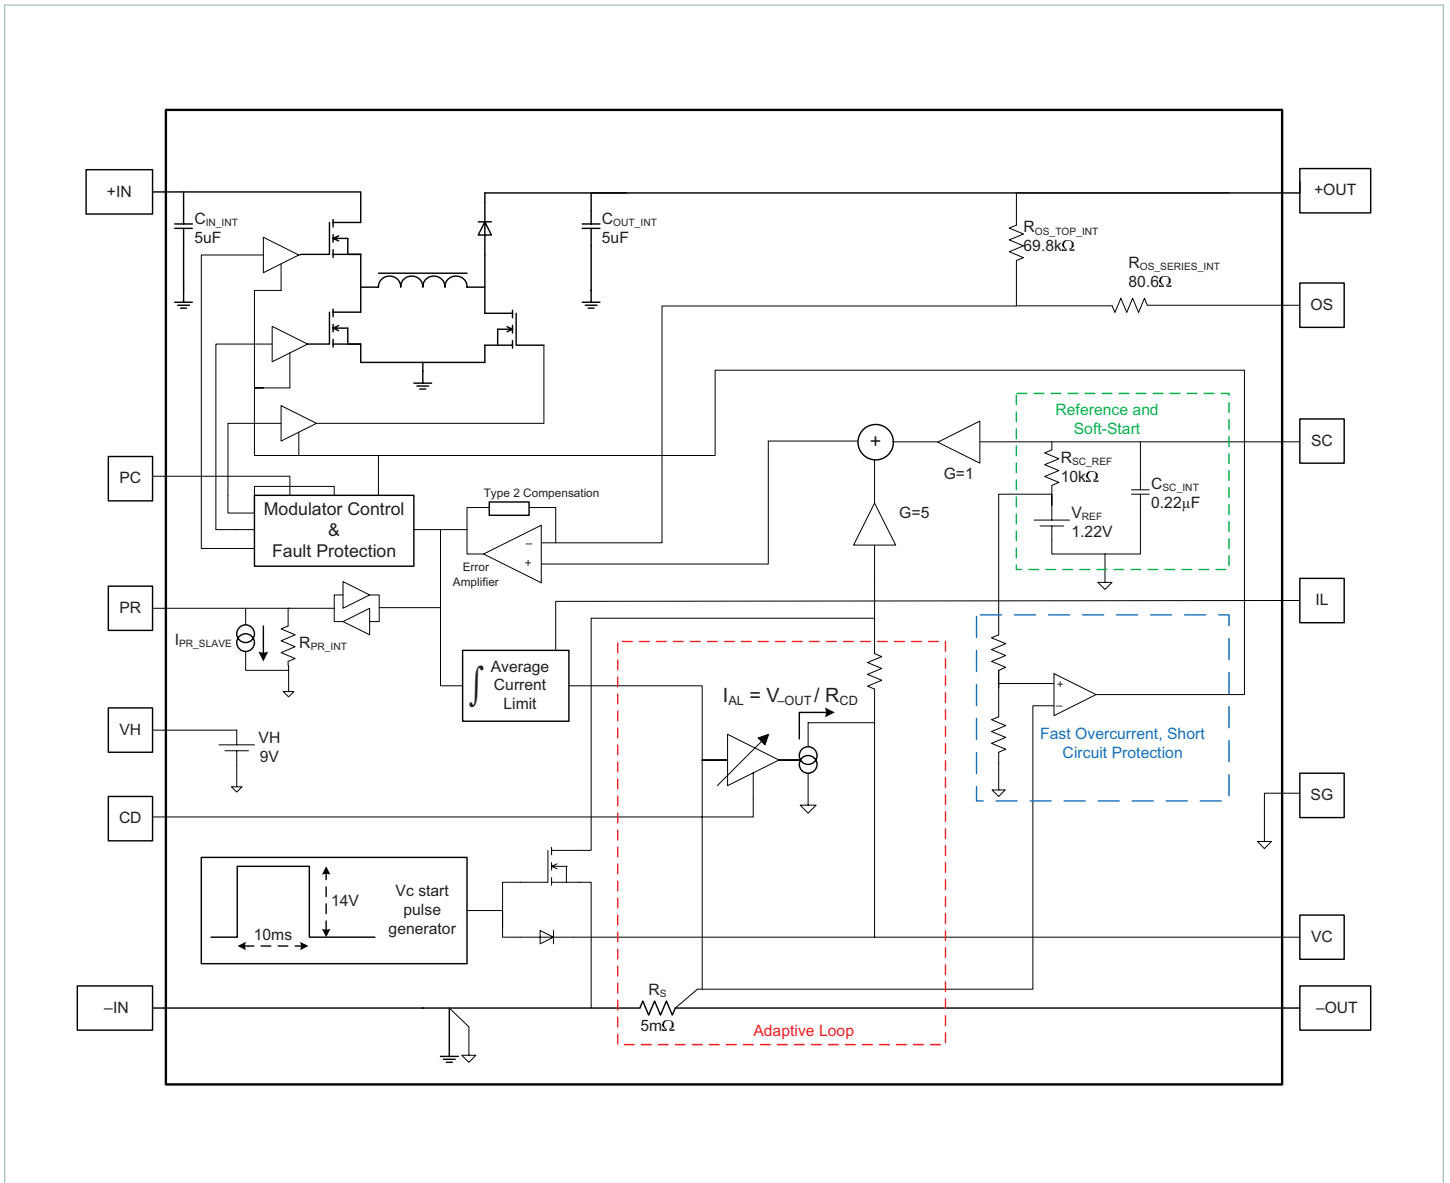 +IN
+OUT
C_IN_INT
5uF
C_OUT_INT
5uF
R_OS_TOP_INT
69.8kΩ
R_OS_SERIES_INT
80.6Ω
OS
Reference and
Soft-Start
SC
+
G=1
R_SC_REF
10kΩ
C_SC_INT
0.22µF
V_REF
1.22V
PC
Modulator Control
&
Fault Protection
Type 2 Compensation
–
+
Error
Amplifier
G=5
PR
I_PR_SLAVE
R_PR_INT
IL
∫
Average
Current
Limit
I_AL = V_–OUT / R_CD
+
–
Fast Overcurrent, Short
Circuit Protection
VH
VH
9V
CD
SG
14V
10ms
Vc start
pulse
generator
VC
–IN
R_S
5mΩ
Adaptive Loop
–OUT